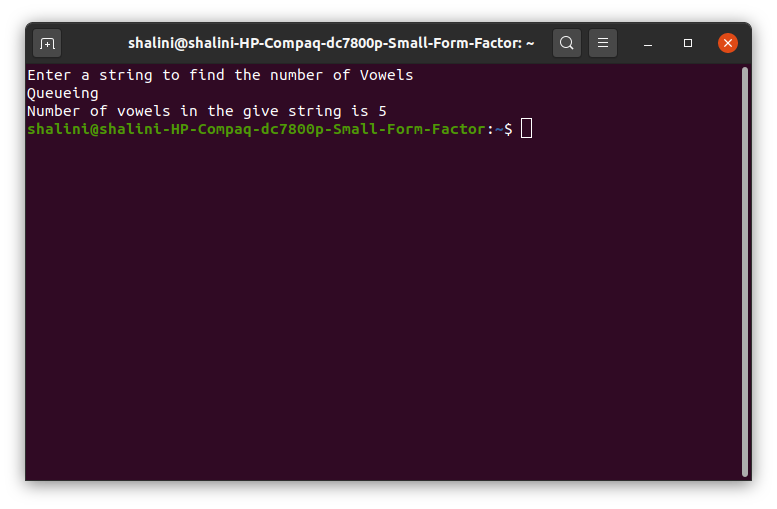 shalini@shalini-HP-Compaq-dc7800p-Small-Form-Factor: ~
Enter a string to find the number of Vowels
Queueing
Number of vowels in the give string is 5
shalini@shalini-HP-Compaq-dc7800p-Small-Form-Factor:~$